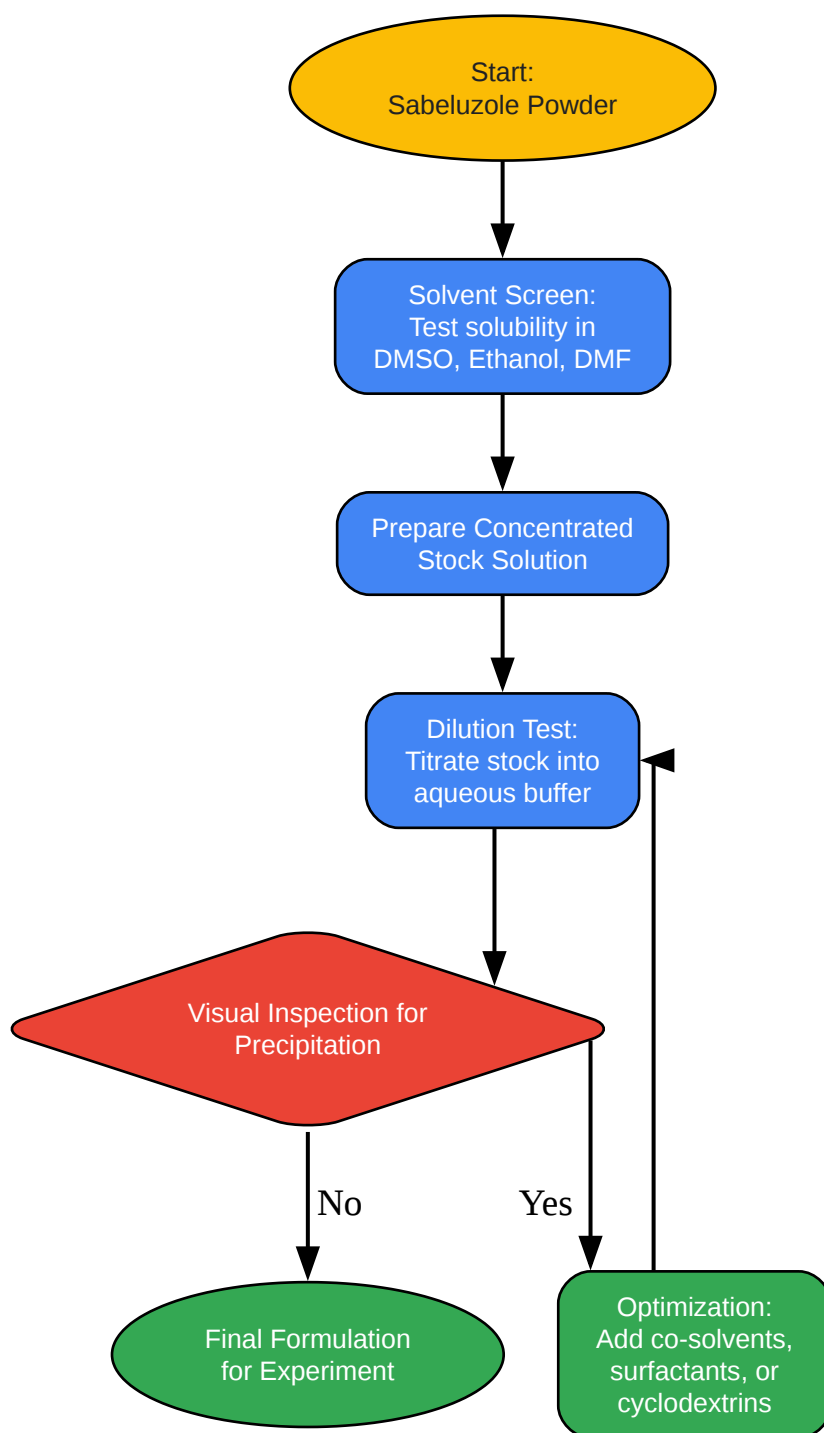 Start:
Sabeluzole Powder
Solvent Screen:
Test solubility in
DMSO, Ethanol, DMF
Prepare Concentrated
Stock Solution
Dilution Test:
Titrate stock into
aqueous buffer
Visual Inspection for
Precipitation
No
Yes
Final Formulation
for Experiment
Optimization:
Add co-solvents,
surfactants, or
cyclodextrins